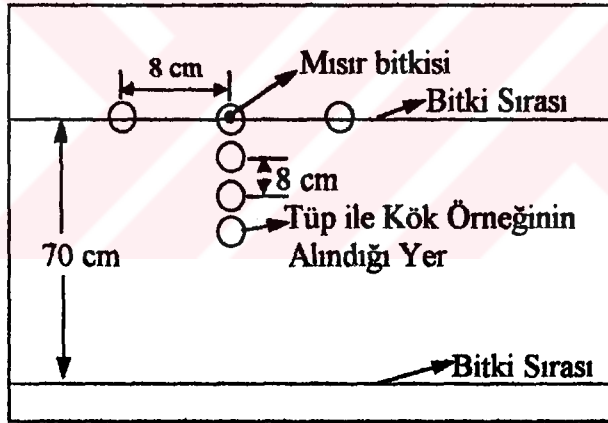 8 cm
Mısır bitkisi
Bitki Sırası
8 cm
Tüp ile Kök Örneğinin
Alındığı Yer
70 cm
Bitki Sırası